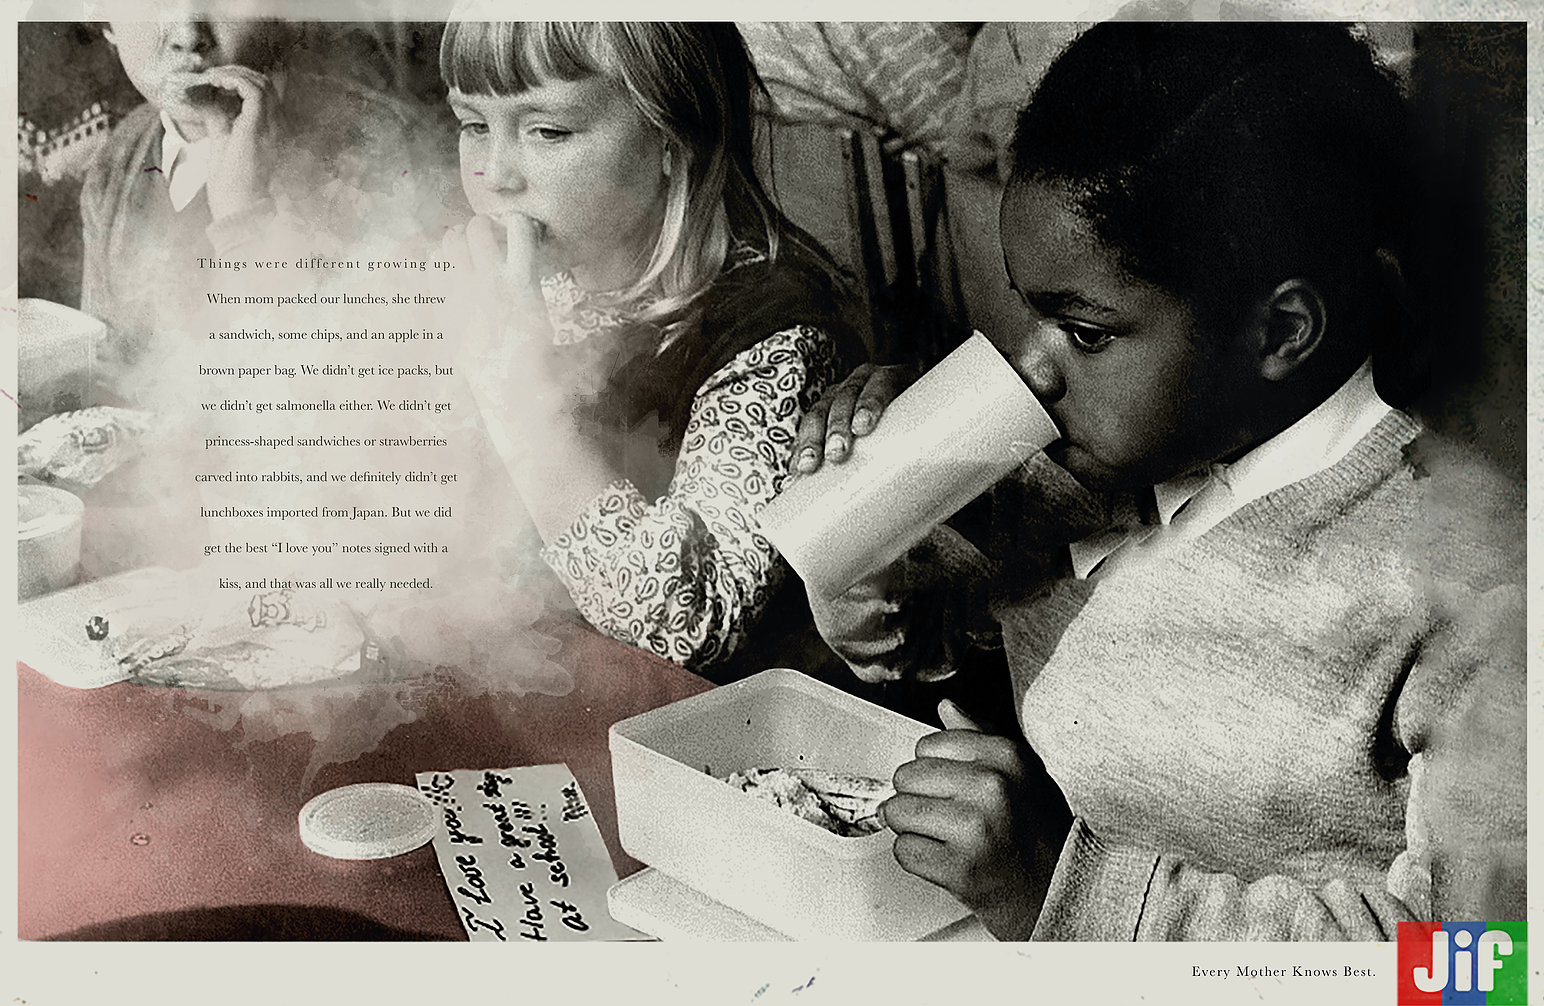 Things were different growing up.
When mom packed our lunches, she threw
a sandwich, some chips, and an apple in a
brown paper bag. We didn’t get ice packs, but
we didn’t get salmonella either. We didn’t get
princess-shaped sandwiches or strawberries
carved into rabbits, and we definitely didn’t get
lunchboxes imported from Japan. But we did
get the best “I love you” notes signed with a
kiss, and that was all we really needed.
I love you!!
Have a great day
at school...
Every Mother Knows Best.
Jif